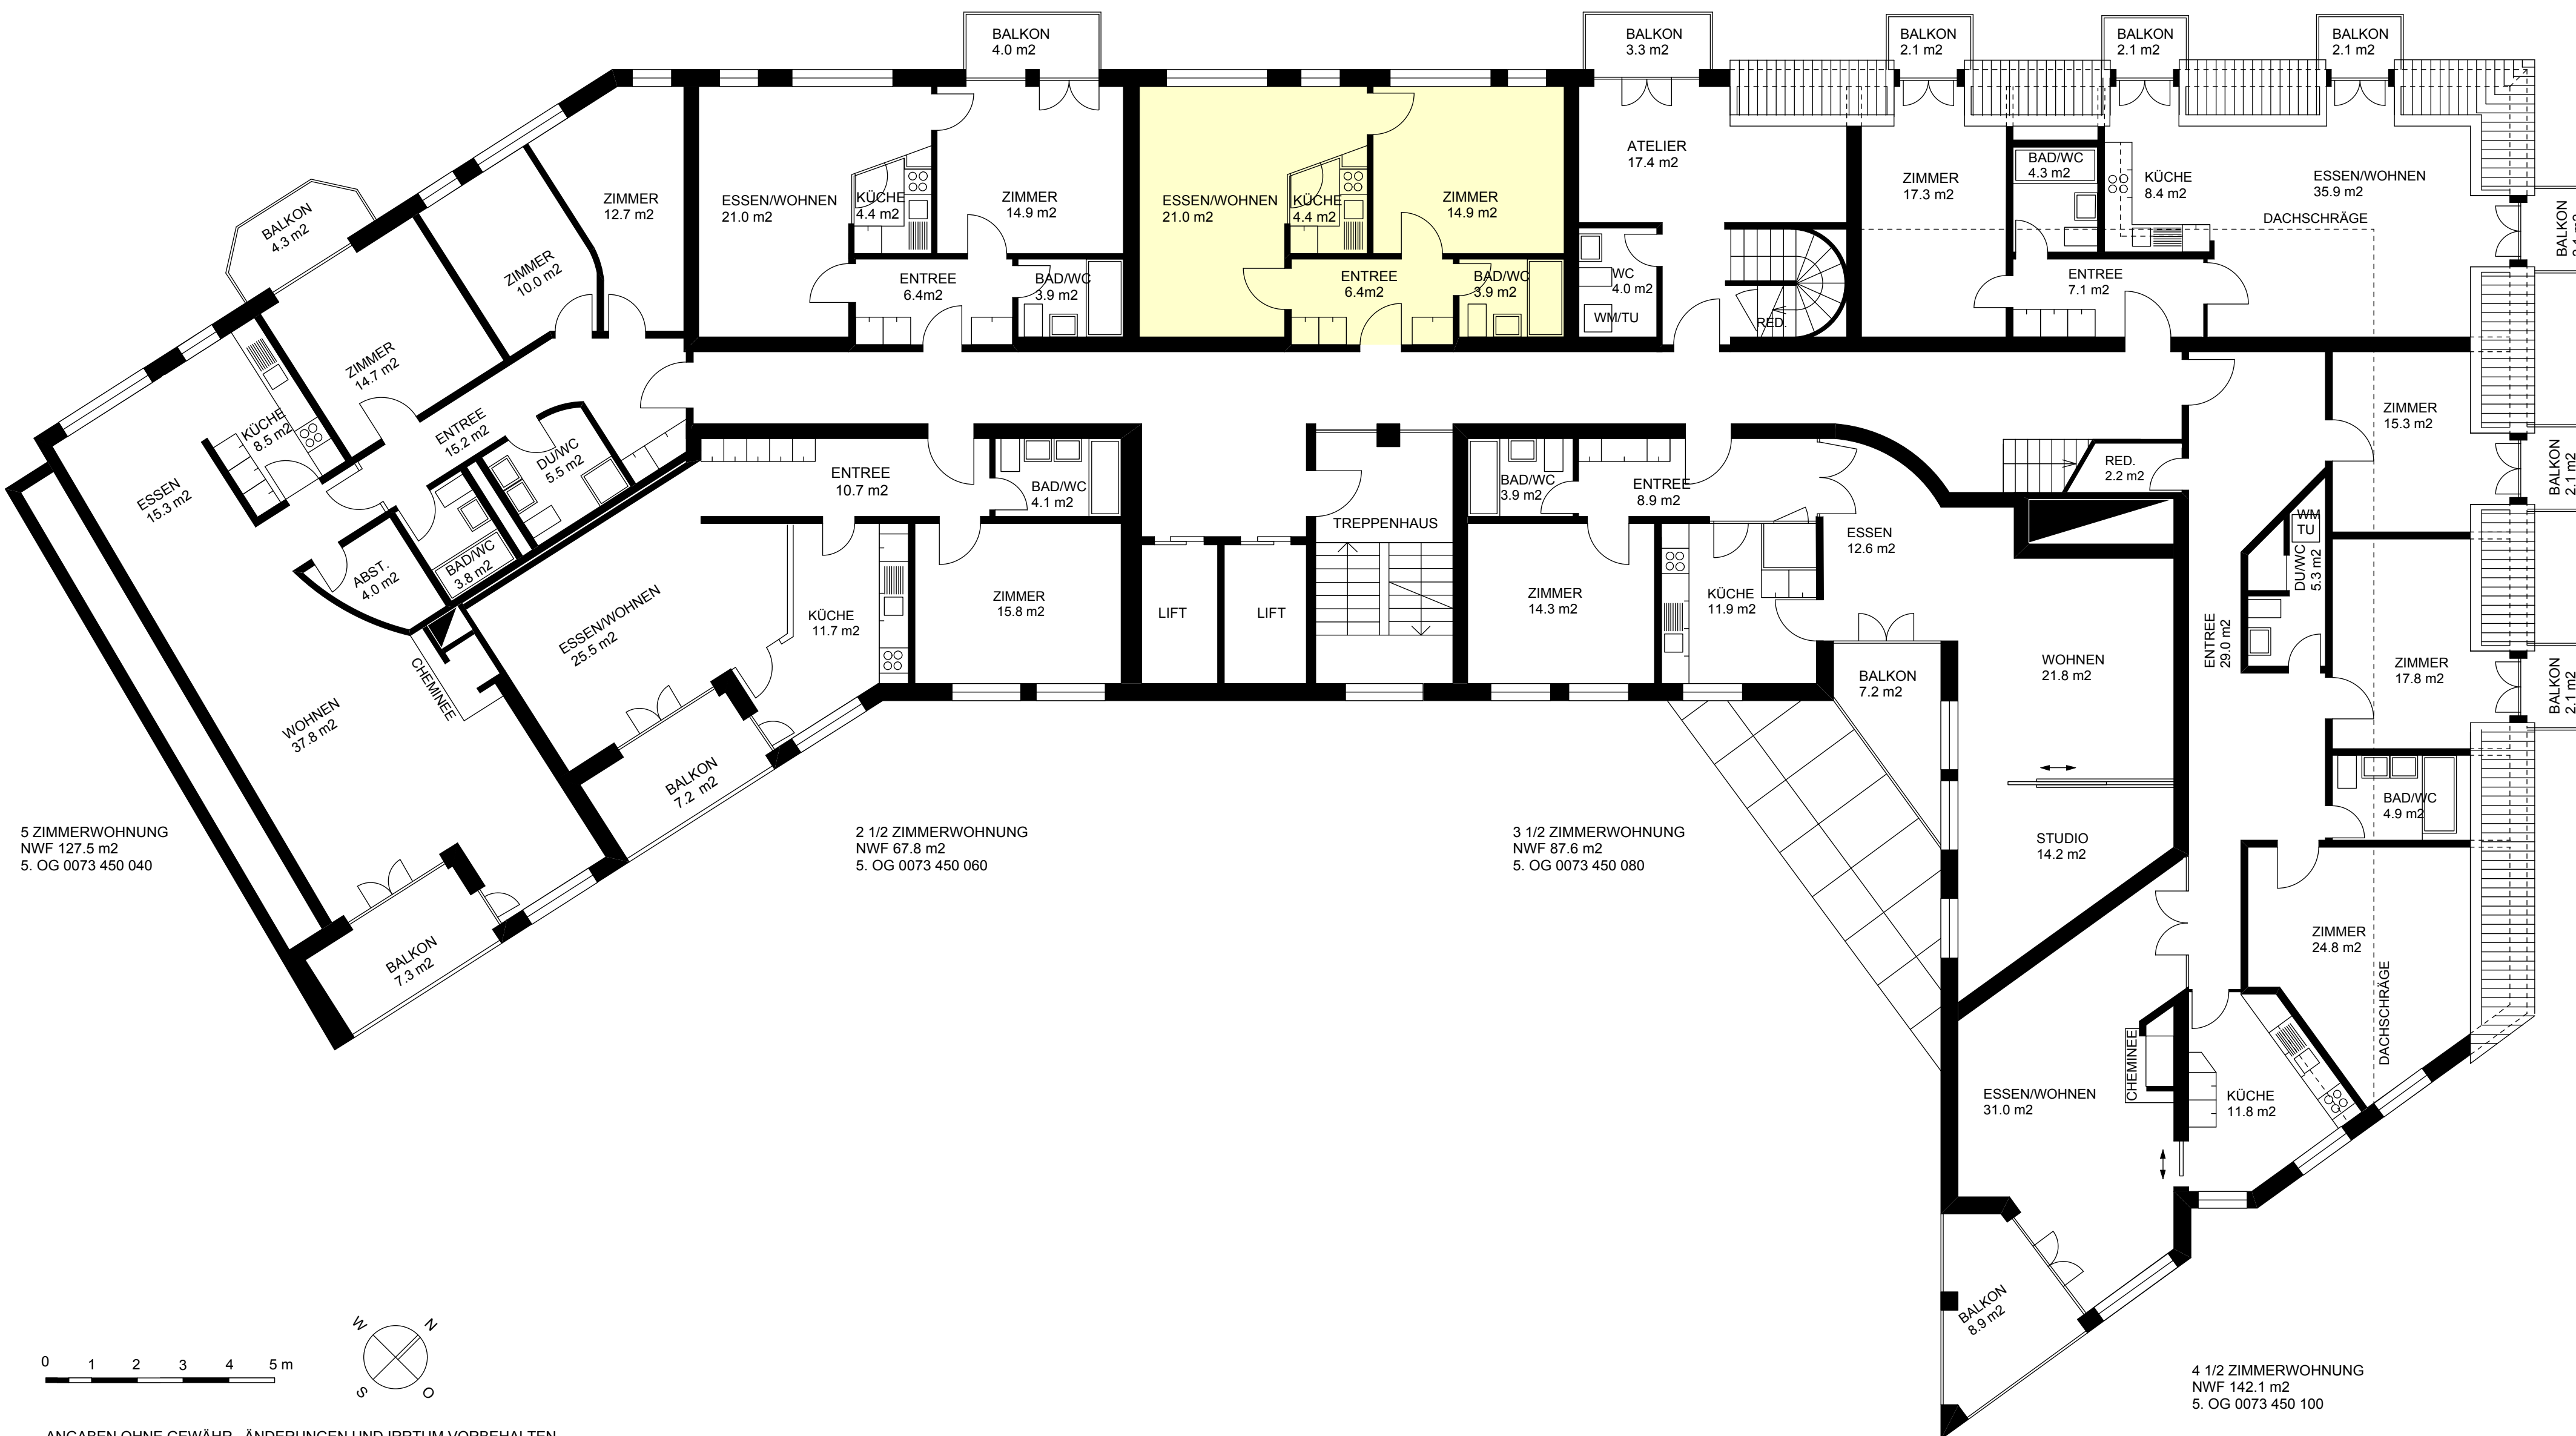 BALKON
4.0 m2
BALKON
3.3 m2
BALKON
2.1 m2
BALKON
2.1 m2
BALKON
2.1 m2
BALKON
4.3 m2
ZIMMER
12.7 m2
ZIMMER
10.0 m2
ZIMMER
14.7 m2
ESSEN/WOHNEN
21.0 m2
KÜCHE
4.4 m2
ZIMMER
14.9 m2
ENTREE
6.4m2
BAD/WC
3.9 m2
ESSEN/WOHNEN
21.0 m2
KÜCHE
4.4 m2
ZIMMER
14.9 m2
ENTREE
6.4m2
BAD/WC
3.9 m2
ATELIER
17.4 m2
WC
4.0 m2
WM/TU
RED.
ZIMMER
17.3 m2
BAD/WC
4.3 m2
KÜCHE
8.4 m2
ESSEN/WOHNEN
35.9 m2
DACHSCHRÄGE
ENTREE
7.1 m2
BALKON
KÜCHE
8.5 m2
ENTREE
15.2 m2
DU/WC
5.5 m2
ESSEN
15.3 m2
ABST.
4.0 m2
BAD/WC
3.8 m2
CHEMINEE
WOHNEN
37.8 m2
BALKON
7.3 m2
ENTREE
10.7 m2
BAD/WC
4.1 m2
ESSEN/WOHNEN
25.5 m2
KÜCHE
11.7 m2
ZIMMER
15.8 m2
BALKON
7.2 m2
LIFT
LIFT
TREPPENHAUS
BAD/WC
3.9 m2
ENTREE
8.9 m2
ZIMMER
14.3 m2
KÜCHE
11.9 m2
ESSEN
12.6 m2
BALKON
7.2 m2
WOHNEN
21.8 m2
STUDIO
14.2 m2
RED.
2.2 m2
ZIMMER
15.3 m2
BALKON
2.1 m2
WM
TU
DU/WC
5.3 m2
ENTREE
29.0 m2
ZIMMER
17.8 m2
BALKON
2.1 m2
BAD/WC
4.9 m2
ZIMMER
24.8 m2
DACHSCHRÄGE
CHEMINEE
ESSEN/WOHNEN
31.0 m2
KÜCHE
11.8 m2
BALKON
8.9 m2
5 ZIMMERWOHNUNG
NWF 127.5 m2
5. OG 0073 450 040
2 1/2 ZIMMERWOHNUNG
NWF 67.8 m2
5. OG 0073 450 060
3 1/2 ZIMMERWOHNUNG
NWF 87.6 m2
5. OG 0073 450 080
4 1/2 ZIMMERWOHNUNG
NWF 142.1 m2
5. OG 0073 450 100
0 1 2 3 4 5 m
W N
S O
ANGABEN OHNE GEWÄHR, ÄNDERUNGEN UND IRRTUM VORBEHALTEN